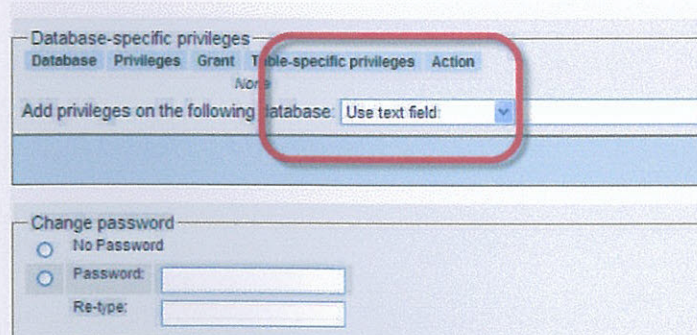 Database-specific privileges
Database Privileges Grant Table-specific privileges Action
None
Add privileges on the following database: Use text field:
Change password
No Password
Password:
Re-type: